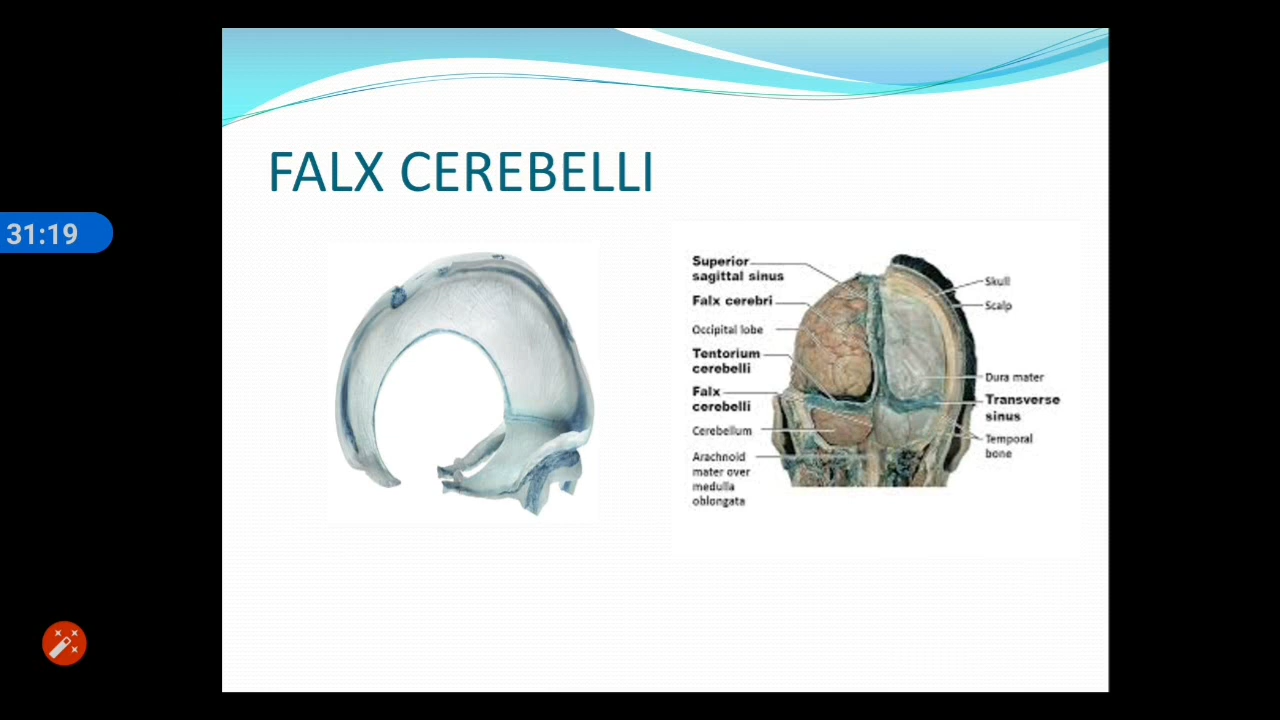 FALX CEREBELLI
31:19
Superior
sagittal sinus
Falx cerebri
Occipital lobe
Tentorium
cerebelli
Falx
cerebelli
Cerebellum
Arachnoid
mater over
medulla
oblongata
Skull
Scalp
Dura mater
Transverse
sinus
Temporal
bone